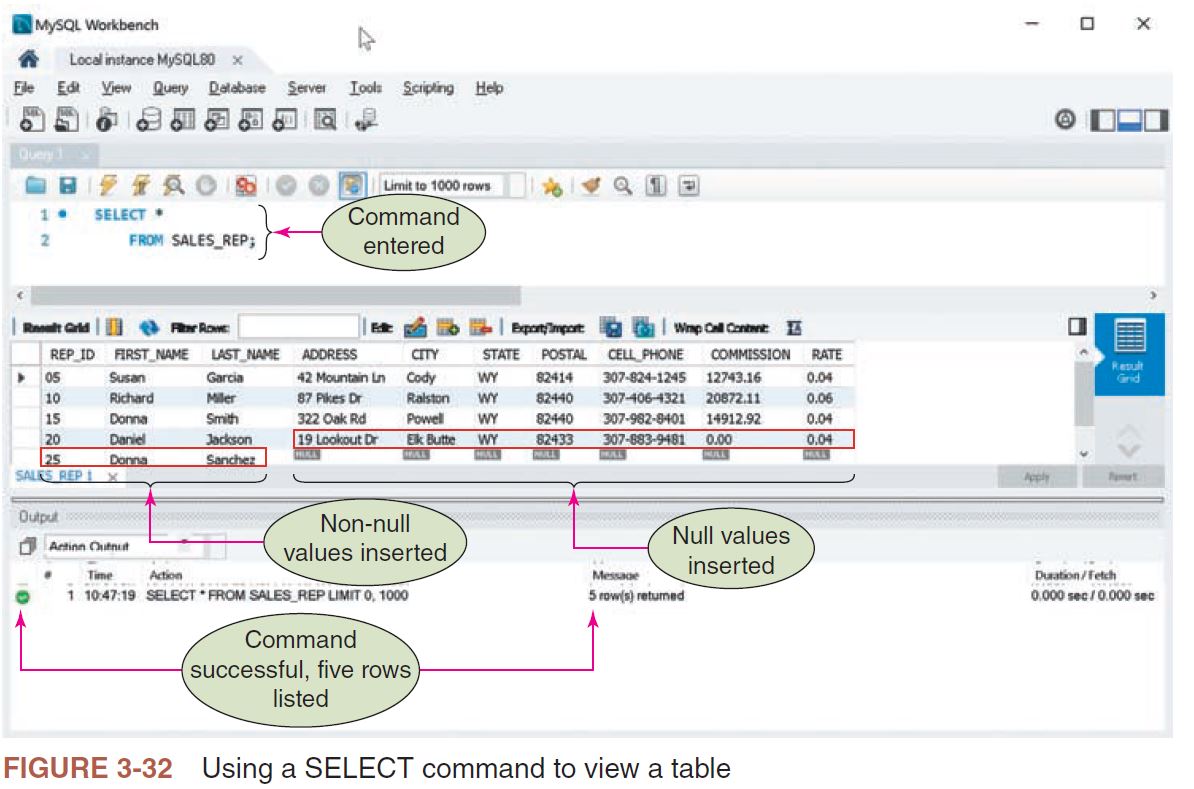 MySQL Workbench
Local instance MySQL80 ×
File Edit View Query Database Server Tools Scripting Help
Query 1 ×
Limit to 1000 rows
1 SELECT *
2 FROM SALES_REP;
Command
entered
Result Grid Filter Rows: Edit: Export/Import: Wrap Cell Content:
REP_ID FIRST_NAME LAST_NAME ADDRESS CITY STATE POSTAL CELL_PHONE COMMISSION RATE
05 Susan Garcia 42 Mountain Ln Cody WY 82414 307-824-1245 12743.16 0.04
10 Richard Miller 87 Pikes Dr Ralston WY 82440 307-406-4321 20872.11 0.06
15 Donna Smith 322 Oak Rd Powell WY 82440 307-982-8401 14912.92 0.04
20 Daniel Jackson 19 Lookout Dr Elk Butte WY 82433 307-883-9481 0.00 0.04
25 Donna Sanchez NULL NULL NULL NULL NULL NULL NULL
Result
Grid
SALES_REP 1 ×
Apply Revert
Non-null
values inserted
Null values
inserted
Output
Action Output
# Time Action Message Duration / Fetch
1 10:47:19 SELECT * FROM SALES_REP LIMIT 0, 1000 5 row(s) returned 0.000 sec / 0.000 sec
Command
successful, five rows
listed
FIGURE 3-32 Using a SELECT command to view a table